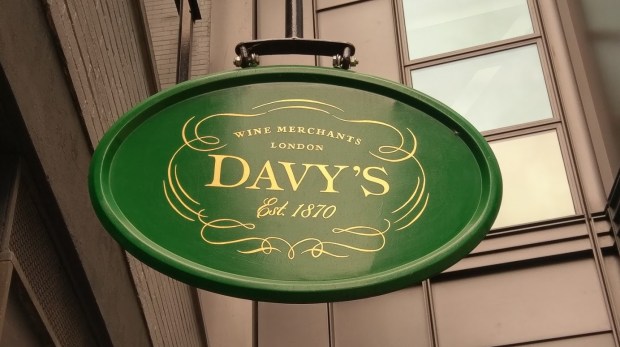 WINE MERCHANTS
LONDON
DAVY'S
Est. 1870